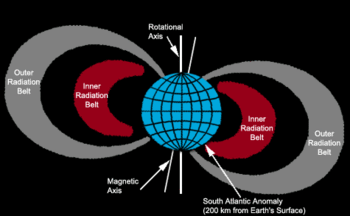 Rotational
Axis
Outer
Radiation
Belt
Inner
Radiation
Belt
Inner
Radiation
Belt
Outer
Radiation
Belt
Magnetic
Axis
South Atlantic Anomaly
(200 km from Earth's Surface)